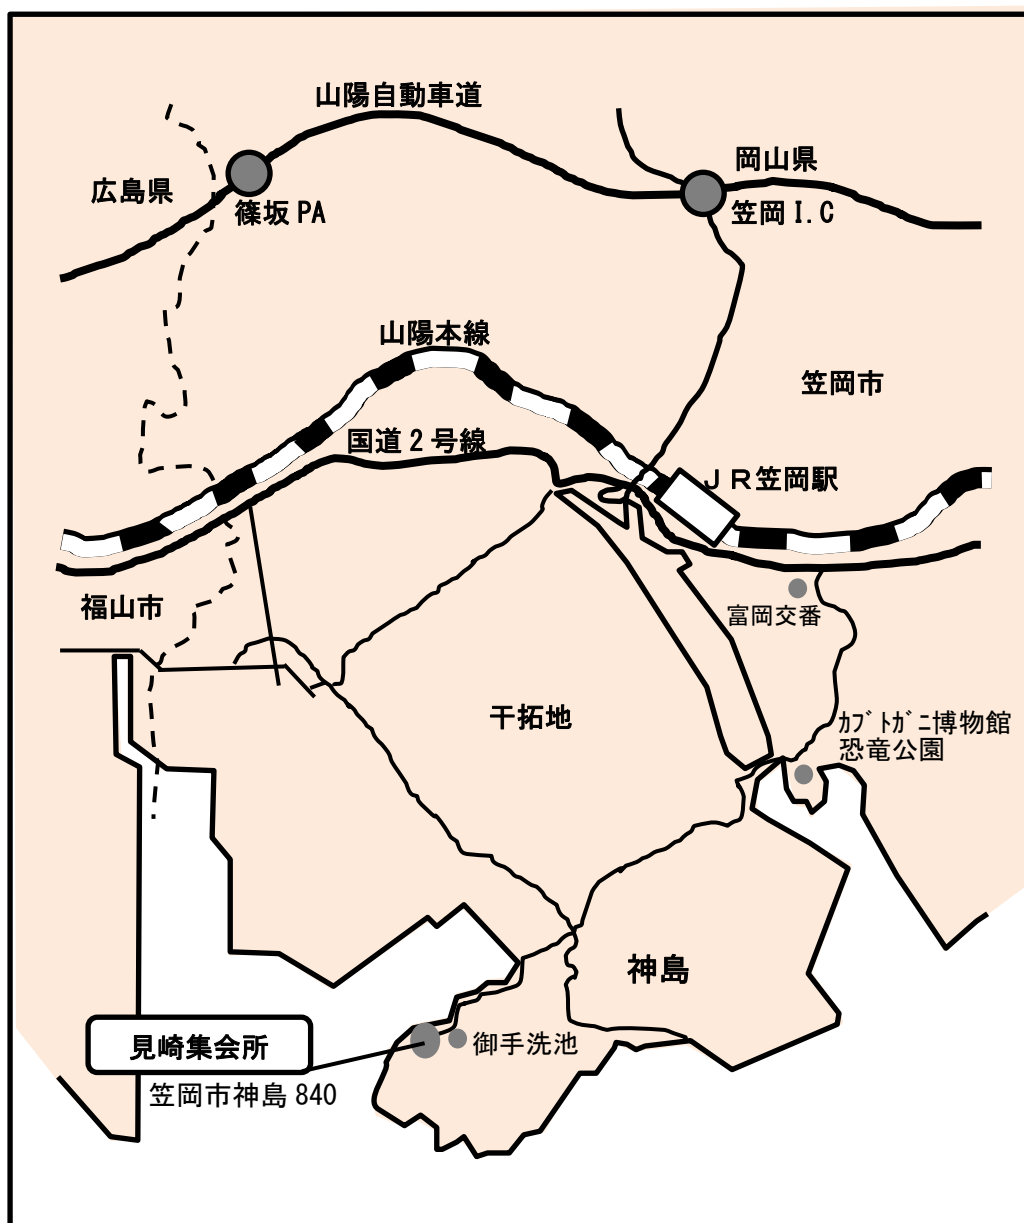 山陽自動車道
岡山県
広島県
篠坂 PA
笠岡 I.C
山陽本線
笠岡市
国道２号線
ＪＲ笠岡駅
福山市
富岡交番
干拓地
ｶﾌﾞﾄｶﾞﾆ博物館
恐竜公園
神島
見崎集会所
御手洗池
笠岡市神島 840